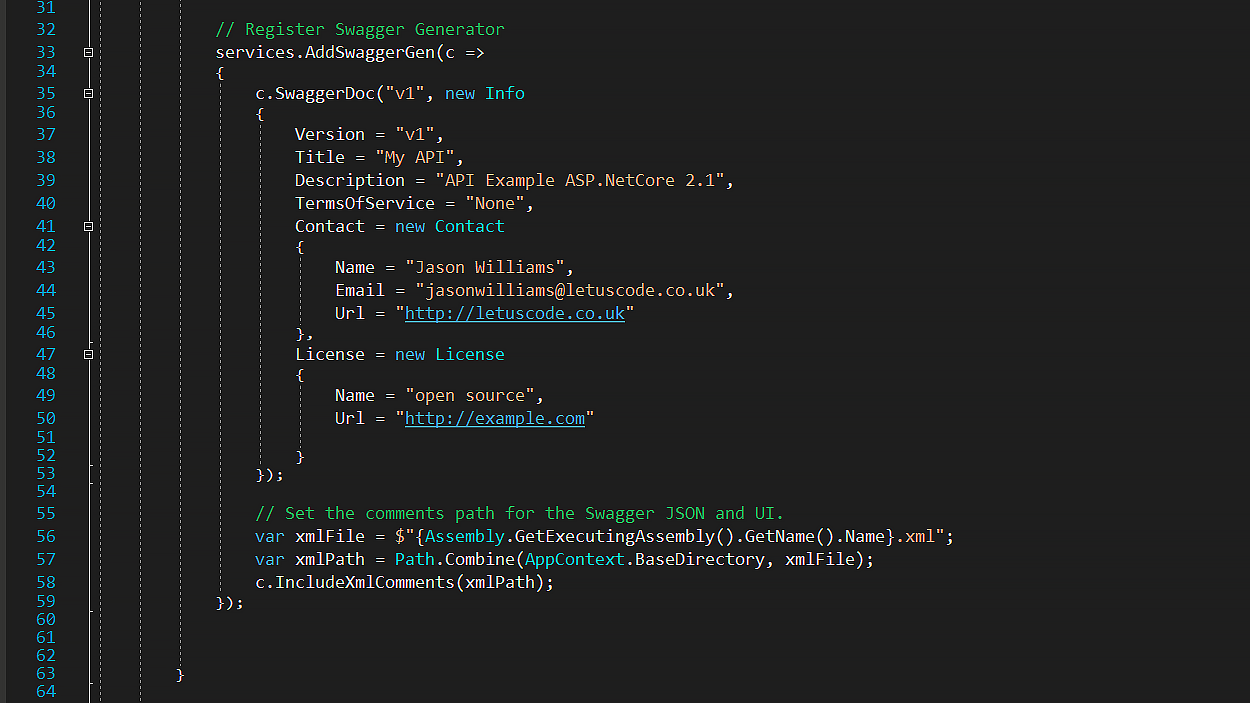 31
32 // Register Swagger Generator
33 services.AddSwaggerGen(c =>
34 {
35 c.SwaggerDoc("v1", new Info
36 {
37 Version = "v1",
38 Title = "My API",
39 Description = "API Example ASP.NetCore 2.1",
40 TermsOfService = "None",
41 Contact = new Contact
42 {
43 Name = "Jason Williams",
44 Email = "jasonwilliams@letuscode.co.uk",
45 Url = "http://letuscode.co.uk"
46 },
47 License = new License
48 {
49 Name = "open source",
50 Url = "http://example.com"
51
52 }
53 });
54
55 // Set the comments path for the Swagger JSON and UI.
56 var xmlFile = $"{Assembly.GetExecutingAssembly().GetName().Name}.xml";
57 var xmlPath = Path.Combine(AppContext.BaseDirectory, xmlFile);
58 c.IncludeXmlComments(xmlPath);
59 });
60
61
62
63 }
64